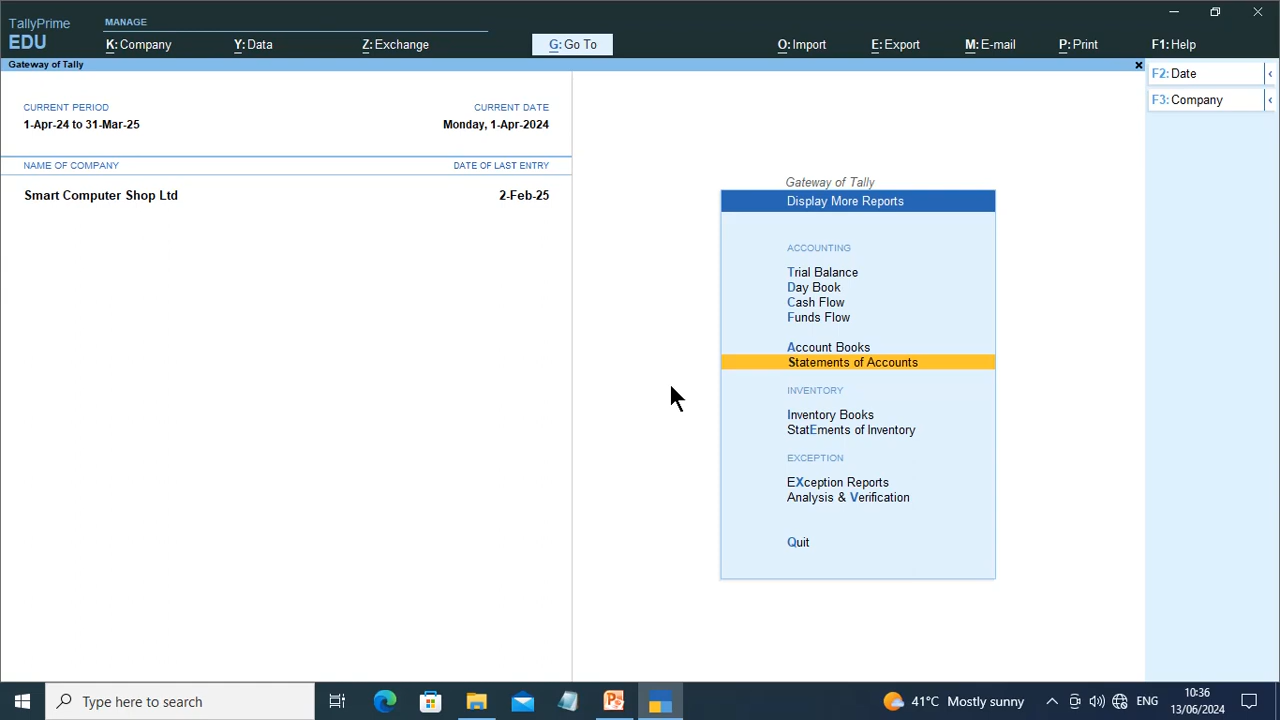 TallyPrime
EDU
MANAGE
K: Company
Y: Data
Z: Exchange
G: Go To
O: Import
E: Export
M: E-mail
P: Print
F1: Help
Gateway of Tally
F2: Date
F3: Company
CURRENT PERIOD
CURRENT DATE
1-Apr-24 to 31-Mar-25
Monday, 1-Apr-2024
NAME OF COMPANY
DATE OF LAST ENTRY
Smart Computer Shop Ltd
2-Feb-25
Gateway of Tally
Display More Reports
ACCOUNTING
Trial Balance
Day Book
Cash Flow
Funds Flow
Account Books
Statements of Accounts
INVENTORY
Inventory Books
StatEments of Inventory
EXCEPTION
EXception Reports
Analysis & Verification
Quit
Type here to search
41°C Mostly sunny
ENG
10:36
13/06/2024